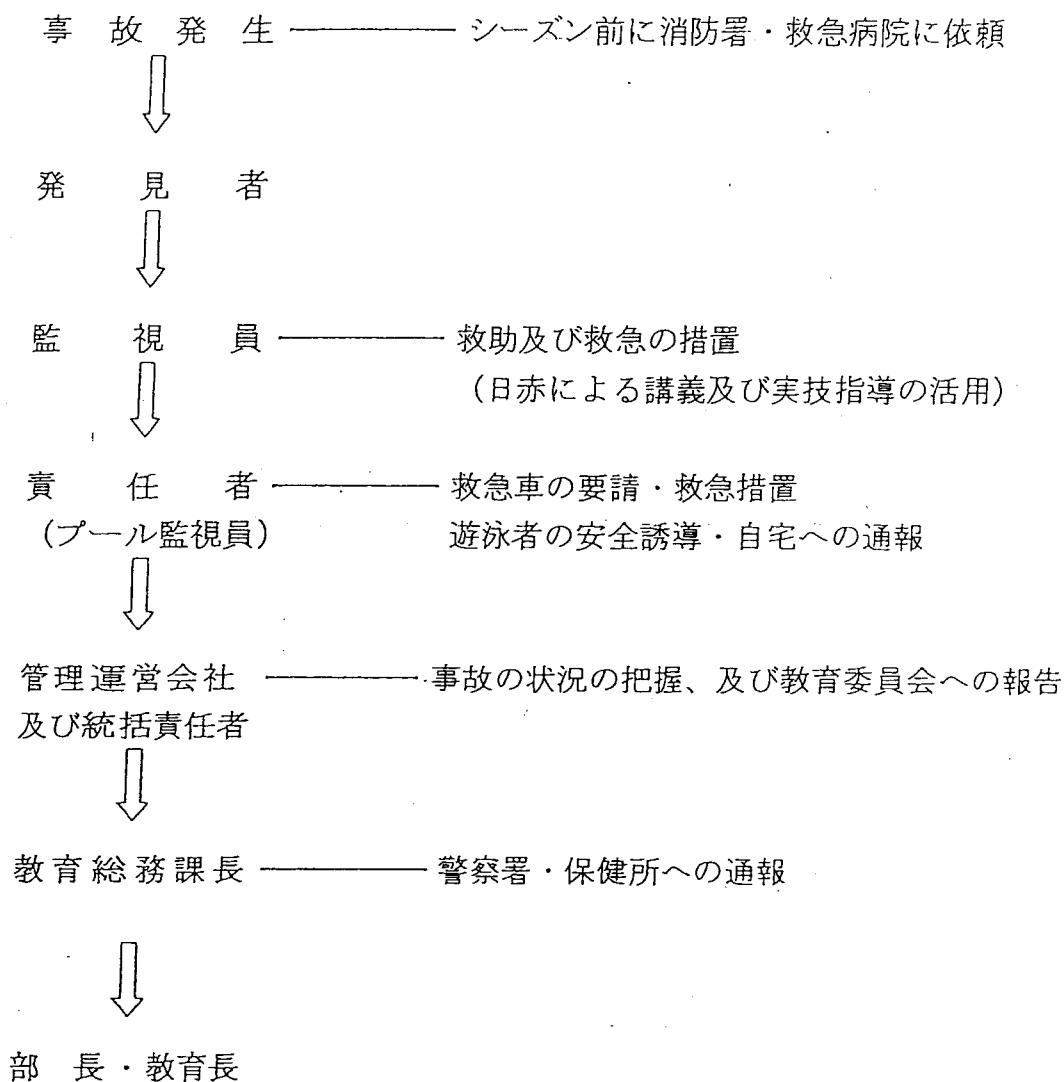 事故発生 シーズン前に消防署・救急病院に依頼
発見者
監視員 救助及び救急の措置
(日赤による講義及び実技指導の活用)
責任者 救急車の要請・救急措置
(プール監視員) 遊泳者の安全誘導・自宅への通報
管理運営会社 事故の状況の把握、及び教育委員会への報告
及び統括責任者
教育総務課長 警察署・保健所への通報
部長・教育長